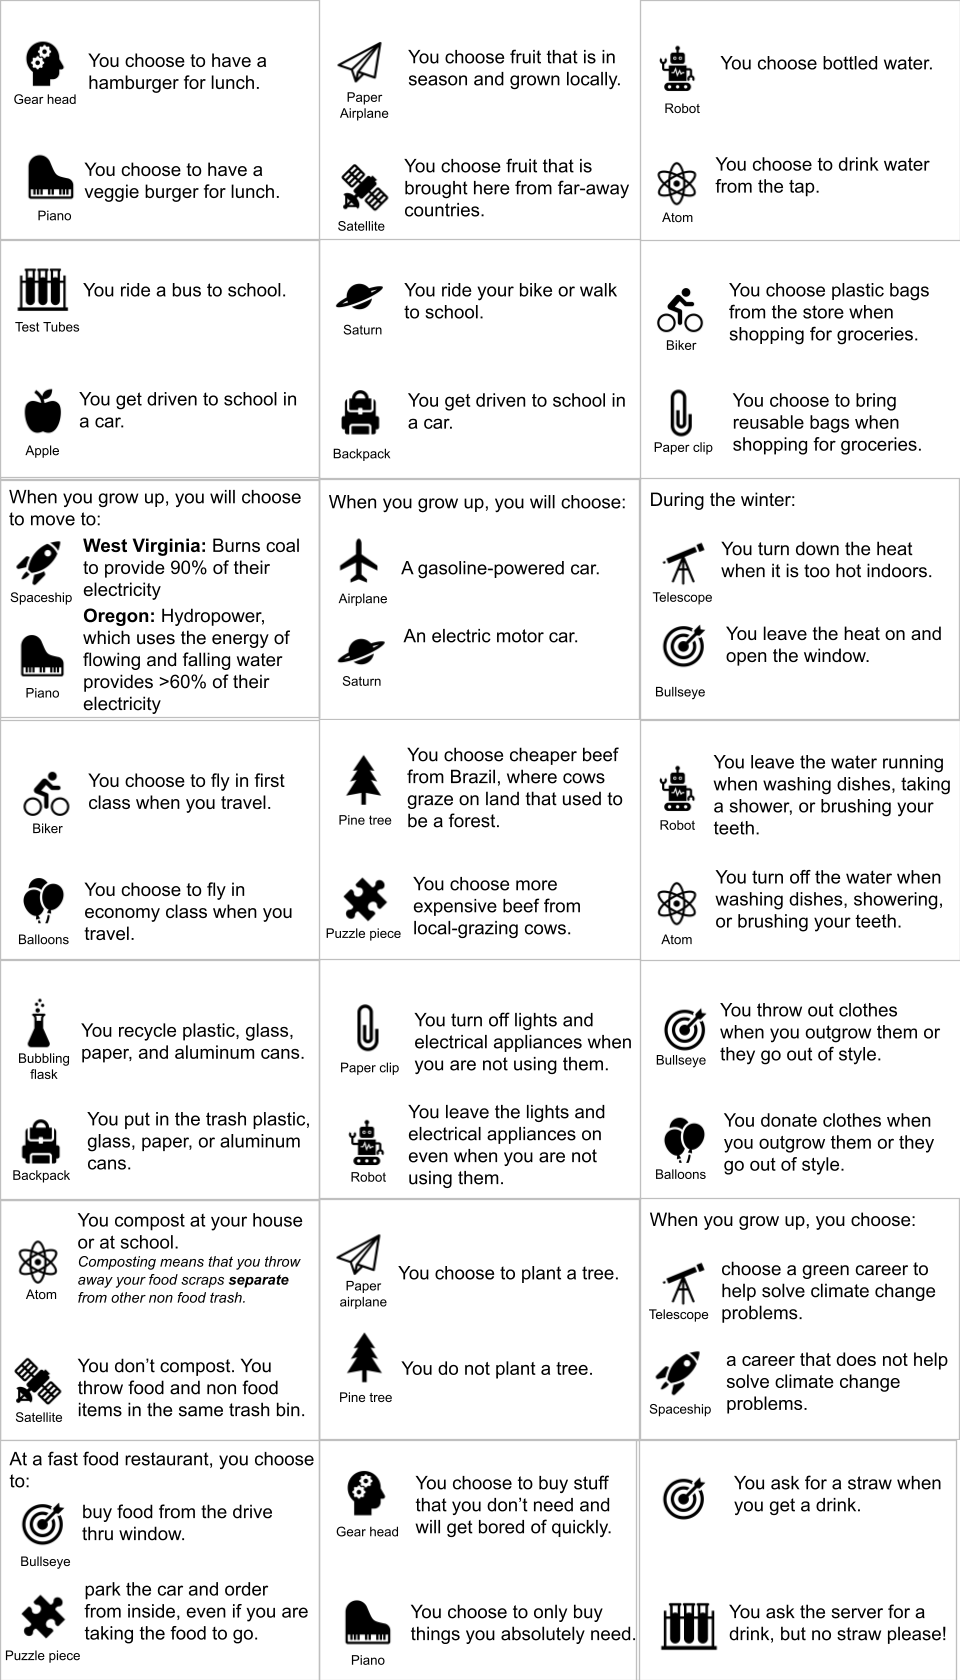 You choose to have a
hamburger for lunch.
Gear head
You choose to have a
veggie burger for lunch.
Piano
You choose fruit that is in
season and grown locally.
Paper
Airplane
You choose fruit that is
brought here from far-away
countries.
Satellite
You choose bottled water.
Robot
You choose to drink water
from the tap.
Atom
You ride a bus to school.
Test Tubes
You get driven to school in
a car.
Apple
You ride your bike or walk
to school.
Saturn
You get driven to school in
a car.
Backpack
You choose plastic bags
from the store when
shopping for groceries.
Biker
You choose to bring
reusable bags when
shopping for groceries.
Paper clip
When you grow up, you will choose
to move to:
West Virginia: Burns coal
to provide 90% of their
electricity
Spaceship
Oregon: Hydropower,
which uses the energy of
flowing and falling water
provides >60% of their
electricity
Piano
When you grow up, you will choose:
A gasoline-powered car.
Airplane
An electric motor car.
Saturn
During the winter:
You turn down the heat
when it is too hot indoors.
Telescope
You leave the heat on and
open the window.
Bullseye
You choose to fly in first
class when you travel.
Biker
You choose to fly in
economy class when you
travel.
Balloons
You choose cheaper beef
from Brazil, where cows
graze on land that used to
be a forest.
Pine tree
You choose more
expensive beef from
local-grazing cows.
Puzzle piece
You leave the water running
when washing dishes, taking
a shower, or brushing your
teeth.
Robot
You turn off the water when
washing dishes, showering,
or brushing your teeth.
Atom
You recycle plastic, glass,
paper, and aluminum cans.
Bubbling
flask
You put in the trash plastic,
glass, paper, or aluminum
cans.
Backpack
You turn off lights and
electrical appliances when
you are not using them.
Paper clip
You leave the lights and
electrical appliances on
even when you are not
using them.
Robot
You throw out clothes
when you outgrow them or
they go out of style.
Bullseye
You donate clothes when
you outgrow them or they
go out of style.
Balloons
You compost at your house
or at school.
Composting means that you throw
away your food scraps separate
from other non food trash.
Atom
You don't compost. You
throw food and non food
items in the same trash bin.
Satellite
You choose to plant a tree.
Paper
airplane
You do not plant a tree.
Pine tree
When you grow up, you choose:
choose a green career to
help solve climate change
problems.
Telescope
a career that does not help
solve climate change
problems.
Spaceship
At a fast food restaurant, you choose
to:
buy food from the drive
thru window.
Bullseye
park the car and order
from inside, even if you are
taking the food to go.
Puzzle piece
You choose to buy stuff
that you don't need and
will get bored of quickly.
Gear head
You choose to only buy
things you absolutely need.
Piano
You ask for a straw when
you get a drink.
You ask the server for a
drink, but no straw please!